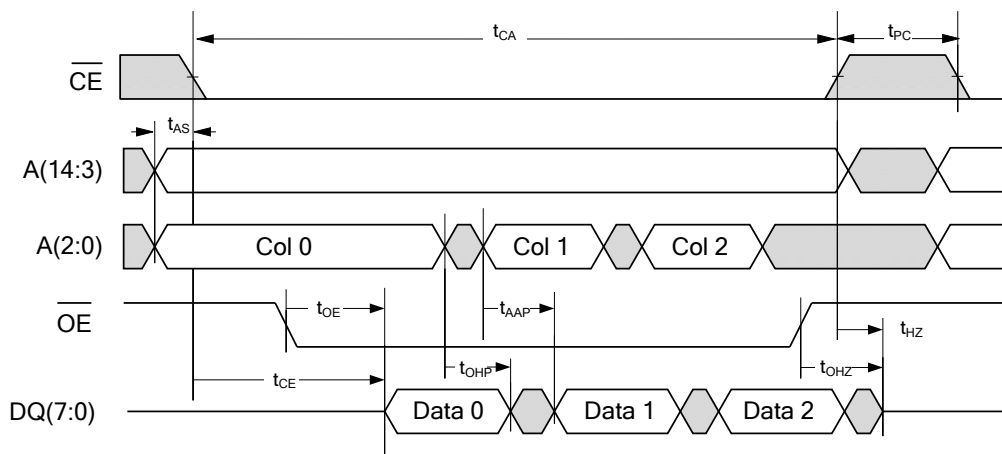 tCA
tPC
CE
tAS
A(14:3)
A(2:0)
Col 0
Col 1
Col 2
OE
tOE
tAAP
tHZ
tCE
tOHP
tOHZ
DQ(7:0)
Data 0
Data 1
Data 2